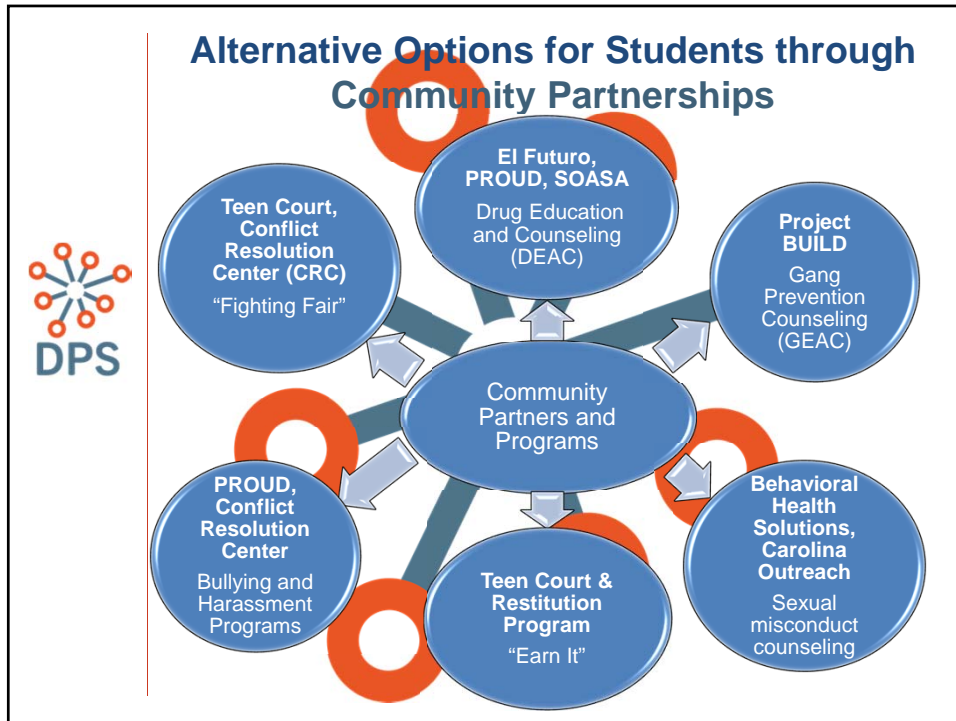 Alternative Options for Students through
Community Partnerships
DPS
El Futuro,
PROUD, SOASA
Drug Education
and Counseling
(DEAC)
Teen Court,
Conflict
Resolution
Center (CRC)
“Fighting Fair”
Project
BUILD
Gang
Prevention
Counseling
(GEAC)
Community
Partners and
Programs
PROUD,
Conflict
Resolution
Center
Bullying and
Harassment
Programs
Teen Court &
Restitution
Program
“Earn It”
Behavioral
Health
Solutions,
Carolina
Outreach
Sexual
misconduct
counseling